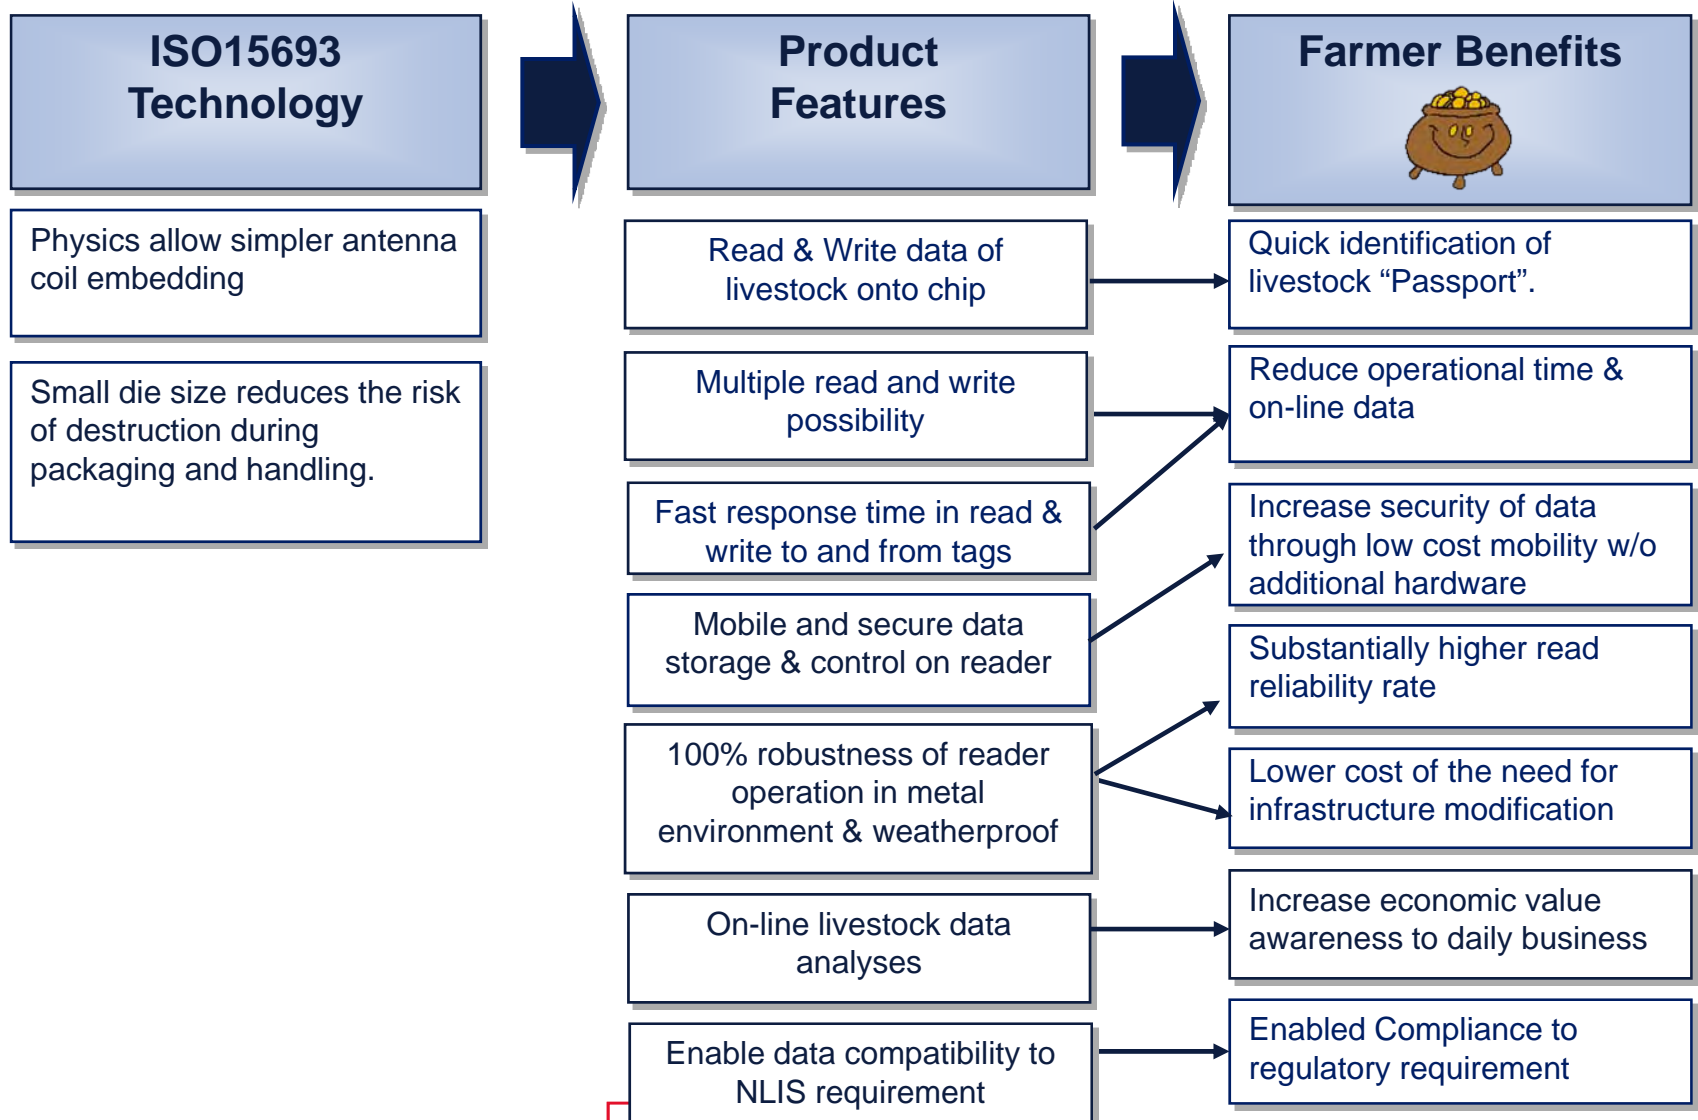 ISO15693
Technology
Physics allow simpler antenna
coil embedding
Small die size reduces the risk
of destruction during
packaging and handling.
Product
Features
Read & Write data of
livestock onto chip
Multiple read and write
possibility
Fast response time in read &
write to and from tags
Mobile and secure data
storage & control on reader
100% robustness of reader
operation in metal
environment & weatherproof
On-line livestock data
analyses
Enable data compatibility to
NLIS requirement
Farmer Benefits
Quick identification of
livestock “Passport”.
Reduce operational time &
on-line data
Increase security of data
through low cost mobility w/o
additional hardware
Substantially higher read
reliability rate
Lower cost of the need for
infrastructure modification
Increase economic value
awareness to daily business
Enabled Compliance to
regulatory requirement